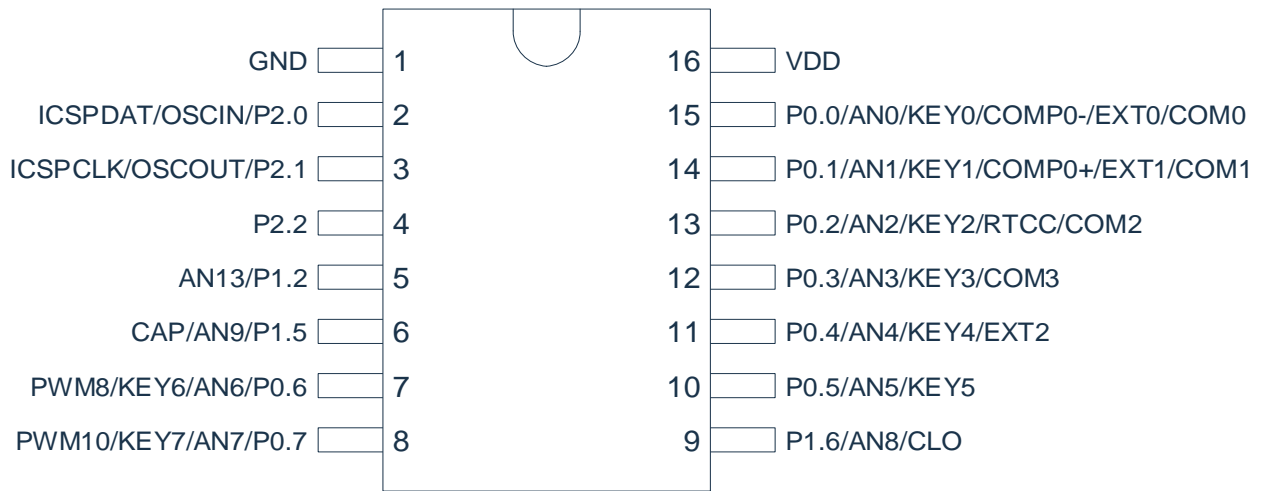 GND 1 16 VDD
ICSPDAT/OSCIN/P2.0 2 15 P0.0/AN0/KEY0/COMP0-/EXT0/COM0
ICSPCLK/OSCOUT/P2.1 3 14 P0.1/AN1/KEY1/COMP0+/EXT1/COM1
P2.2 4 13 P0.2/AN2/KEY2/RTCC/COM2
AN13/P1.2 5 12 P0.3/AN3/KEY3/COM3
CAP/AN9/P1.5 6 11 P0.4/AN4/KEY4/EXT2
PWM8/KEY6/AN6/P0.6 7 10 P0.5/AN5/KEY5
PWM10/KEY7/AN7/P0.7 8 9 P1.6/AN8/CLO